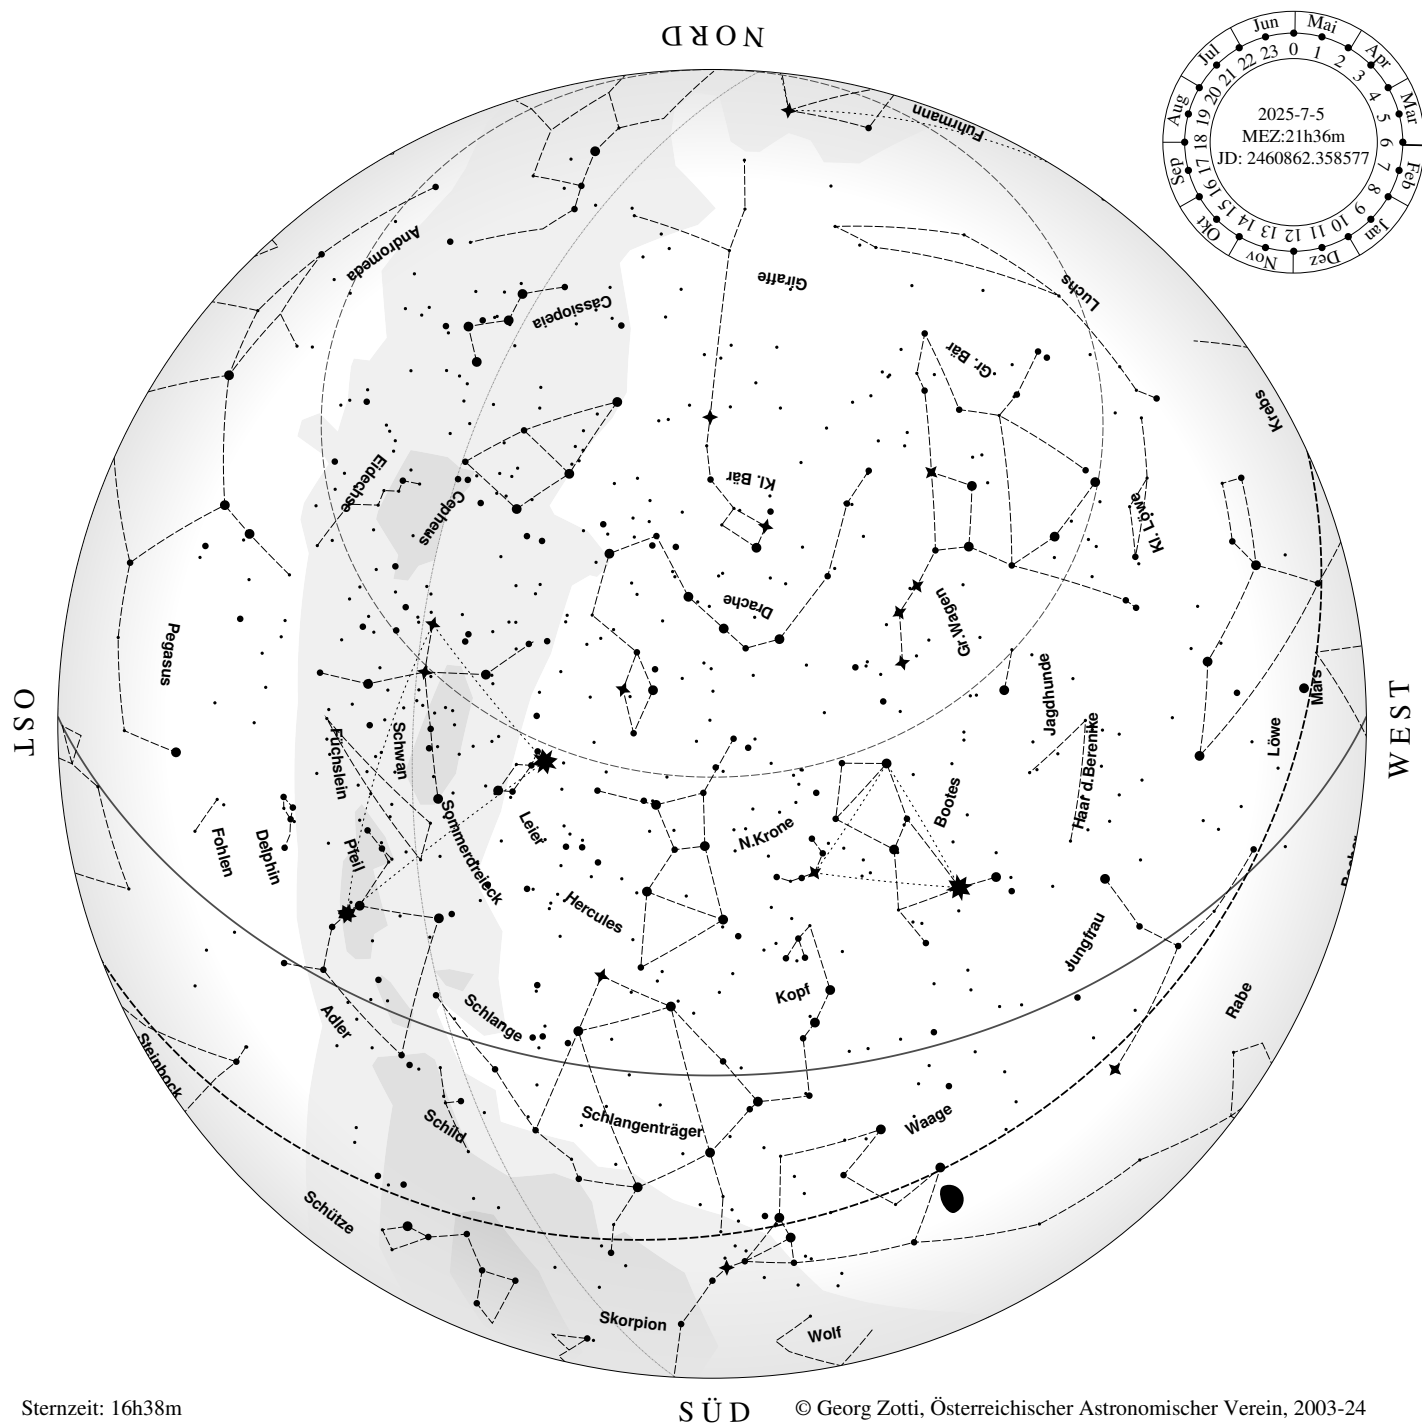 NORD
Jun
Mai
Apr
Mar
Feb
Jan
Dez
Nov
Okt
Sep
Aug
Jul
0 1 2 3 4 5 6 7 8 9 10 11 12 13 14 15 16 17 18 19 20 21 22 23
2025-7-5
MEZ:21h36m
JD: 2460862.358577
Fuhrmann
Andromeda
Giraffe
Cassiopeia
Luchs
Gr. Bär
Krebs
Eidechse
Kl. Bär
Cepheus
Kl. Löwe
Drache
Gr.Wagen
Pegasus
Jagdhunde
Mars
OST
WEST
Füchslein
Schwan
Löwe
Haar d.Berenike
Bootes
Leier
N.Krone
Fohlen
Delphin
Pfeil
Sommerdreieck
Hercules
Jungfrau
Kopf
Rabe
Adler
Schlange
Steinbock
Schild
Schlangenträger
Waage
Schütze
Skorpion
Wolf
Sternzeit: 16h38m
SÜD
© Georg Zotti, Österreichischer Astronomischer Verein, 2003-24